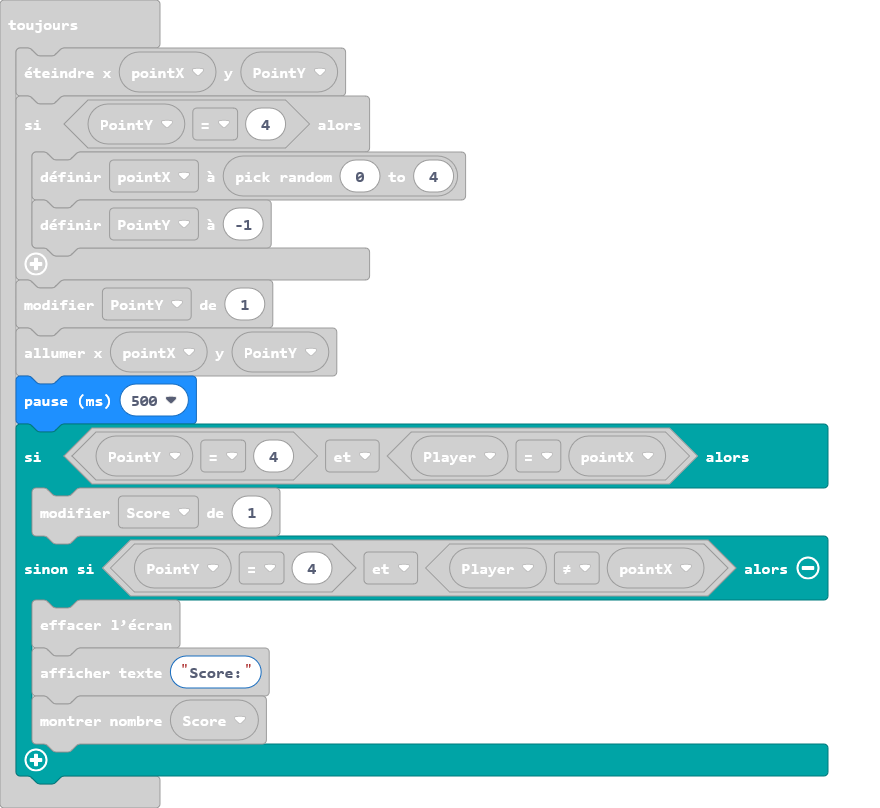 toujours
éteindre x pointX y PointY
si PointY = 4 alors
définir pointX à pick random 0 to 4
définir PointY à -1
modifier PointY de 1
allumer x pointX y PointY
pause (ms) 500
si PointY = 4 et Player = pointX alors
modifier Score de 1
sinon si PointY = 4 et Player ≠ pointX alors
effacer l’écran
afficher texte "Score:"
montrer nombre Score